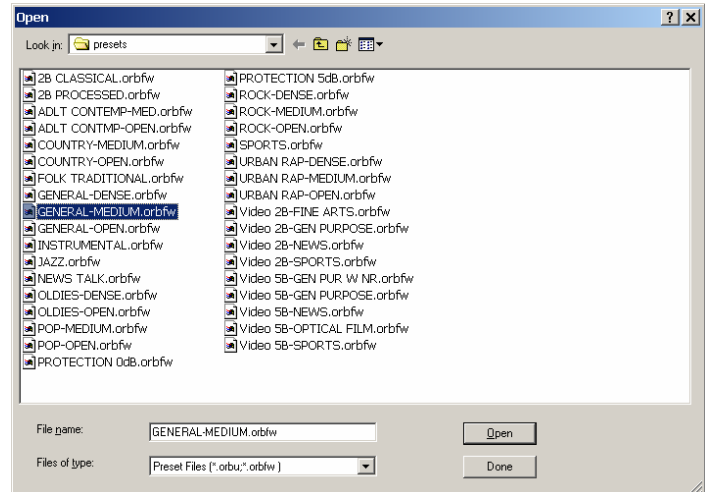 Open
Look in: presets
2B CLASSICAL.orbfw
2B PROCESSED.orbfw
ADLT CONTEMP-MED.orbfw
ADLT CONTMP-OPEN.orbfw
COUNTRY-MEDIUM.orbfw
COUNTRY-OPEN.orbfw
FOLK TRADITIONAL.orbfw
GENERAL-DENSE.orbfw
GENERAL-MEDIUM.orbfw
GENERAL-OPEN.orbfw
INSTRUMENTAL.orbfw
JAZZ.orbfw
NEWS TALK.orbfw
OLDIES-DENSE.orbfw
OLDIES-OPEN.orbfw
POP-MEDIUM.orbfw
POP-OPEN.orbfw
PROTECTION 0dB.orbfw
PROTECTION 5dB.orbfw
ROCK-DENSE.orbfw
ROCK-MEDIUM.orbfw
ROCK-OPEN.orbfw
SPORTS.orbfw
URBAN RAP-DENSE.orbfw
URBAN RAP-MEDIUM.orbfw
URBAN RAP-OPEN.orbfw
Video 2B-FINE ARTS.orbfw
Video 2B-GEN PURPOSE.orbfw
Video 2B-NEWS.orbfw
Video 2B-SPORTS.orbfw
Video 5B-GEN PUR W NR.orbfw
Video 5B-GEN PURPOSE.orbfw
Video 5B-NEWS.orbfw
Video 5B-OPTICAL FILM.orbfw
Video 5B-SPORTS.orbfw
File name: GENERAL-MEDIUM.orbfw Open
Files of type: Preset Files (*.orbu;*.orbfw ) Done